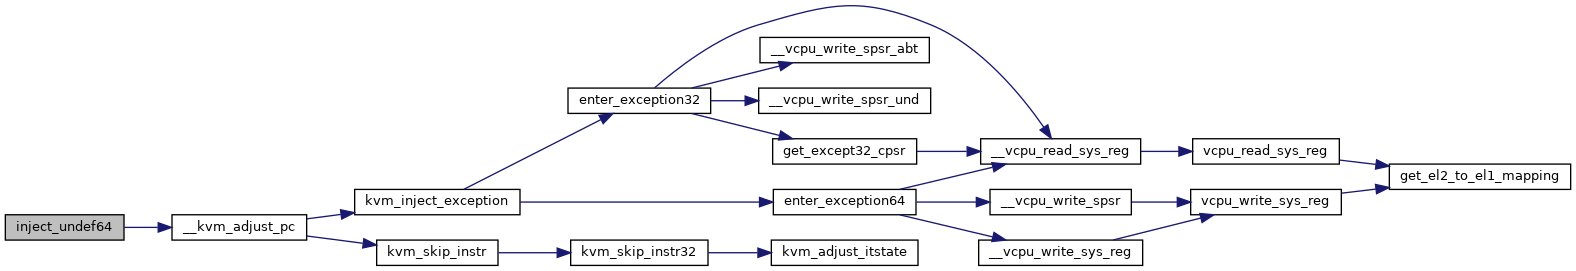 inject_undef64
__kvm_adjust_pc
kvm_inject_exception
kvm_skip_instr
enter_exception32
kvm_skip_instr32
__vcpu_write_spsr_abt
__vcpu_write_spsr_und
get_except32_cpsr
enter_exception64
kvm_adjust_itstate
__vcpu_read_sys_reg
__vcpu_write_spsr
__vcpu_write_sys_reg
vcpu_read_sys_reg
vcpu_write_sys_reg
get_el2_to_el1_mapping